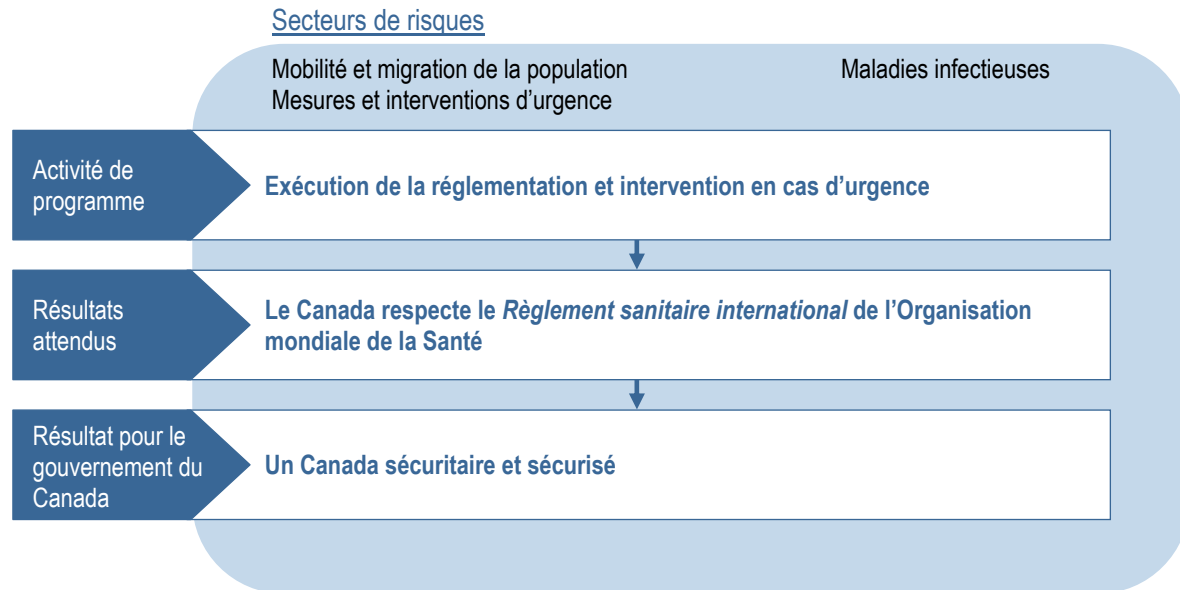 Secteurs de risques
Mobilité et migration de la population
Maladies infectieuses
Mesures et interventions d’urgence
Activité de
programme
Exécution de la réglementation et intervention en cas d’urgence
Résultats
attendus
Le Canada respecte le Règlement sanitaire international de l’Organisation
mondiale de la Santé
Résultat pour le
gouvernement du
Canada
Un Canada sécuritaire et sécurisé